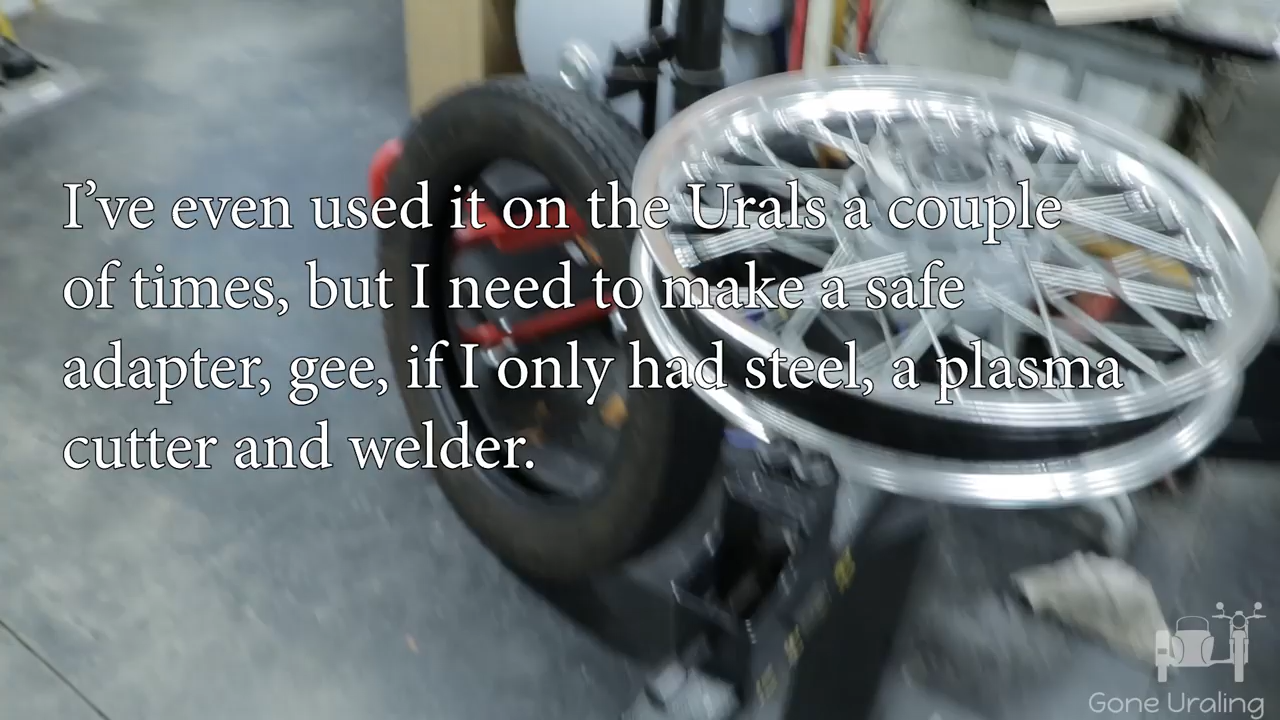 I’ve even used it on the Urals a couple
of times, but I need to make a safe
adapter, gee, if I only had steel, a plasma
cutter and welder.
Gone Uraling